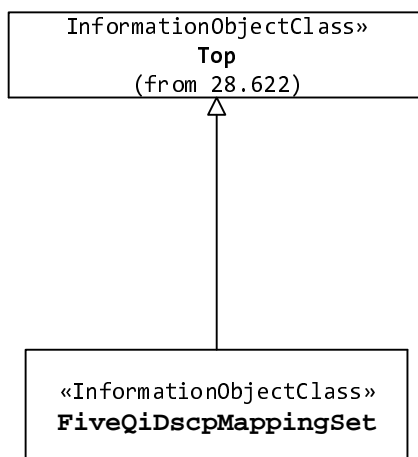 InformationObjectClass»
Top
(from 28.622)
«InformationObjectClass»
FiveQiDscpMappingSet